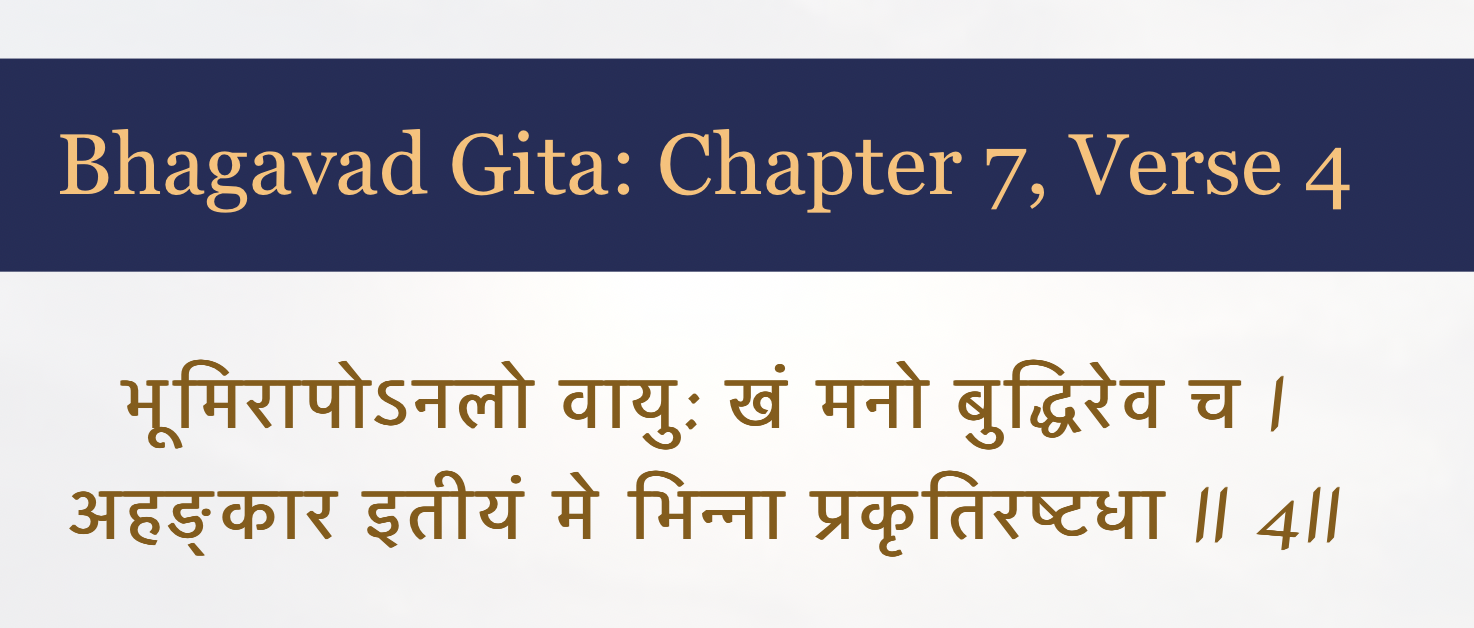 Bhagavad Gita: Chapter 7, Verse 4
भूमिरापोऽनलो वायु: खं मनो बुद्धिरेव च |
अहङ्कार इतीयं मे भिन्ना प्रकृतिरष्टधा || 4||